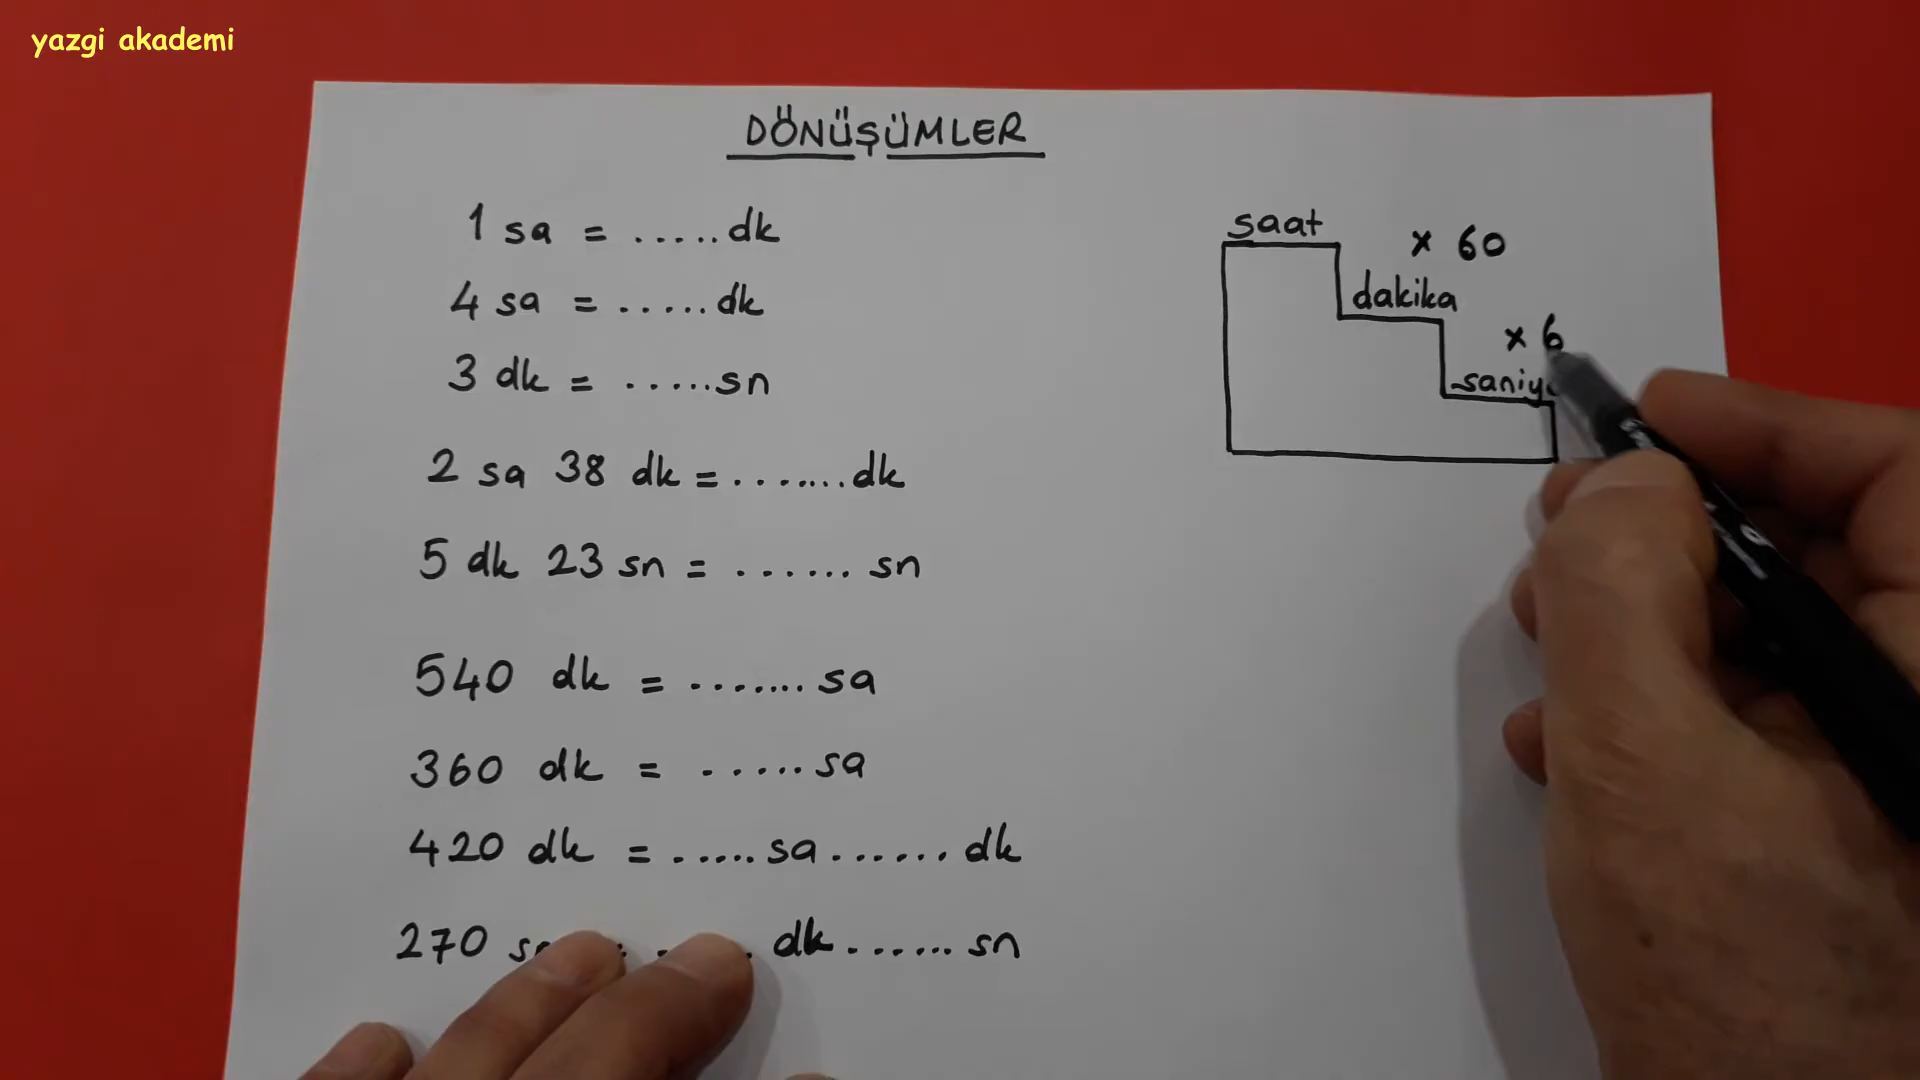 yazgi akademi
DÖNÜŞÜMLER
1 sa = ..... dk
4 sa = ..... dk
3 dk = ..... sn
2 sa 38 dk = ....... dk
5 dk 23 sn = ...... sn
540 dk = ....... sa
360 dk = ..... sa
420 dk = ..... sa ...... dk
270 dk ...... sn
saat
x 60
dakika
x 6